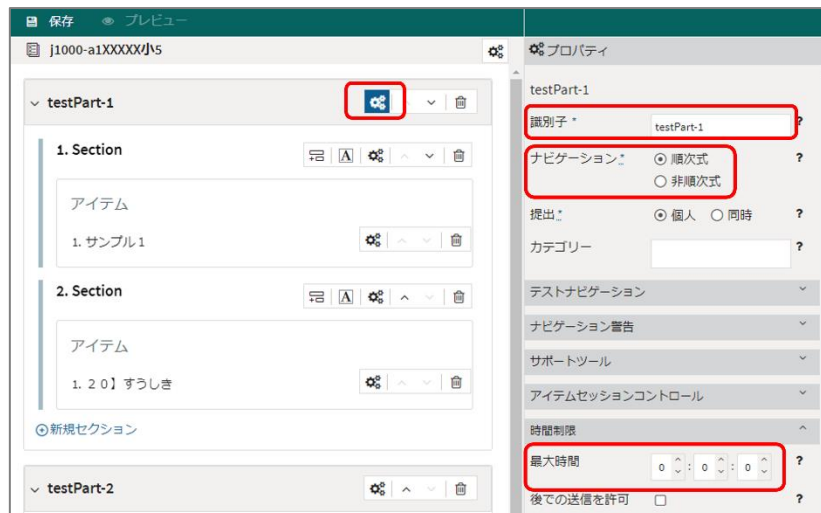 保存 プレビュー
j1000-a1XXXXX小5
testPart-1
1. Section
アイテム
1. サンプル1
2. Section
アイテム
1. 20】すうしき
新規セクション
testPart-2
プロパティ
testPart-1
識別子 * testPart-1 ?
ナビゲーション * 順次式 ?
非順次式
提出 * 個人 同時 ?
カテゴリー ?
テストナビゲーション
ナビゲーション警告
サポートツール
アイテムセッションコントロール
時間制限
最大時間 0 : 0 : 0 ?
後での送信を許可 ?